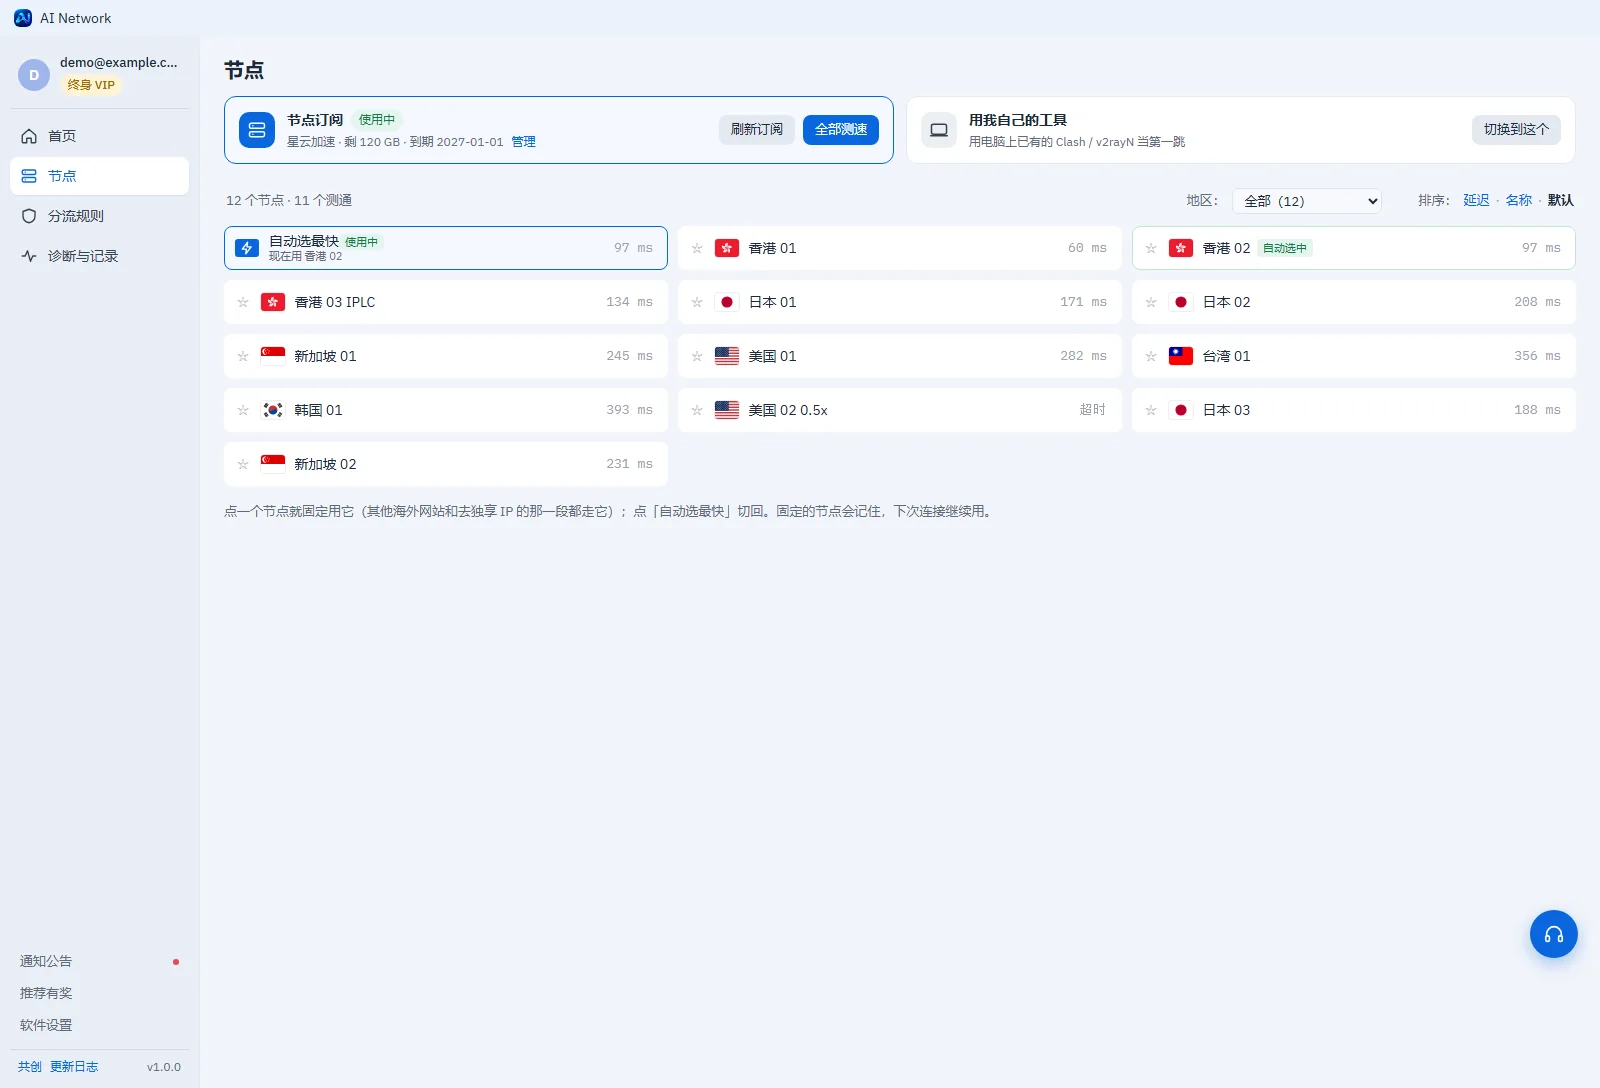 AI Network
D
demo@example.c...
终身 VIP
首页
节点
分流规则
诊断与记录
通知公告
推荐有奖
软件设置
共创 更新日志 v1.0.0
节点
节点订阅 使用中
星云加速 · 剩 120 GB · 到期 2027-01-01 管理
刷新订阅
全部测速
用我自己的工具
用电脑上已有的 Clash / v2rayN 当第一跳
切换到这个
12 个节点 · 11 个测通
地区： 全部（12）
排序： 延迟 · 名称 · 默认
自动选最快 使用中
现在用 香港 02
97 ms
香港 01 60 ms
香港 02 自动选中 97 ms
香港 03 IPLC 134 ms
日本 01 171 ms
日本 02 208 ms
新加坡 01 245 ms
美国 01 282 ms
台湾 01 356 ms
韩国 01 393 ms
美国 02 0.5x 超时
日本 03 188 ms
新加坡 02 231 ms
点一个节点就固定用它（其他海外网站和去独享 IP 的那一段都走它）；点「自动选最快」切回。固定的节点会记住，下次连接继续用。